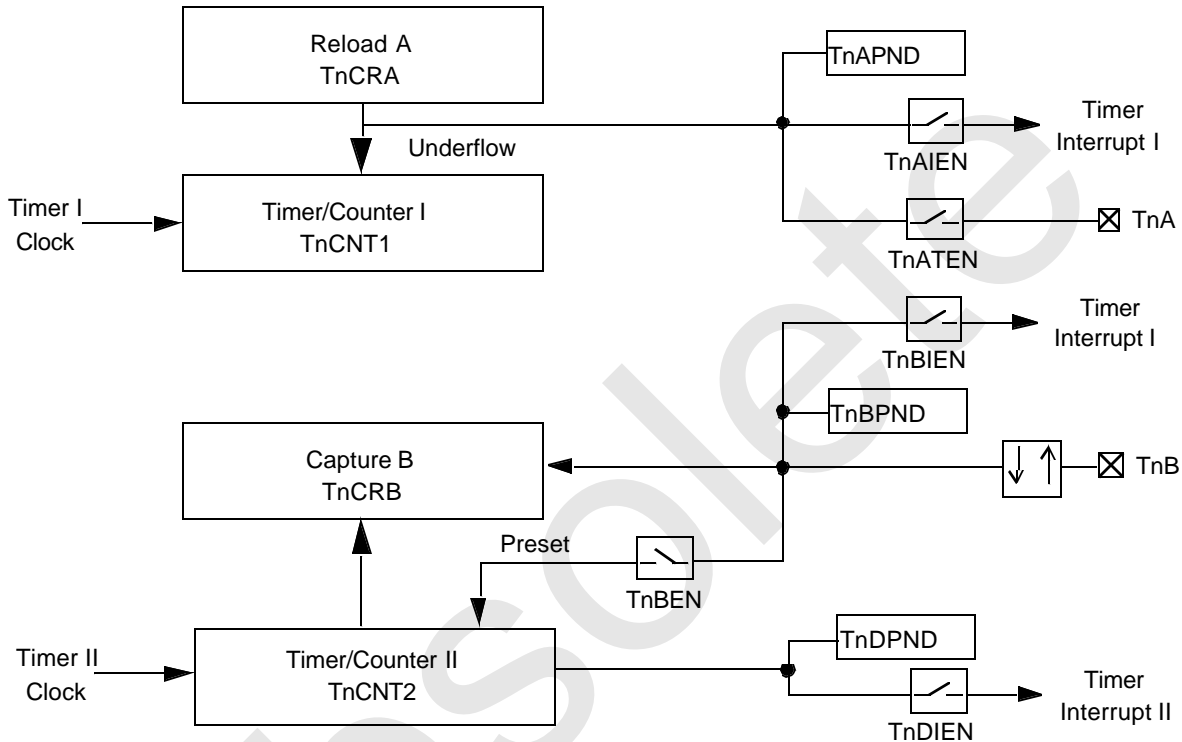 Reload A
TnCRA
TnAPND
Timer
Interrupt I
Underflow
TnAIEN
Timer I
Clock
Timer/Counter I
TnCNT1
TnA
TnATEN
Timer
Interrupt I
TnBIEN
TnBPND
Capture B
TnCRB
TnB
Preset
TnBEN
TnDPND
Timer II
Clock
Timer/Counter II
TnCNT2
Timer
Interrupt II
TnDIEN